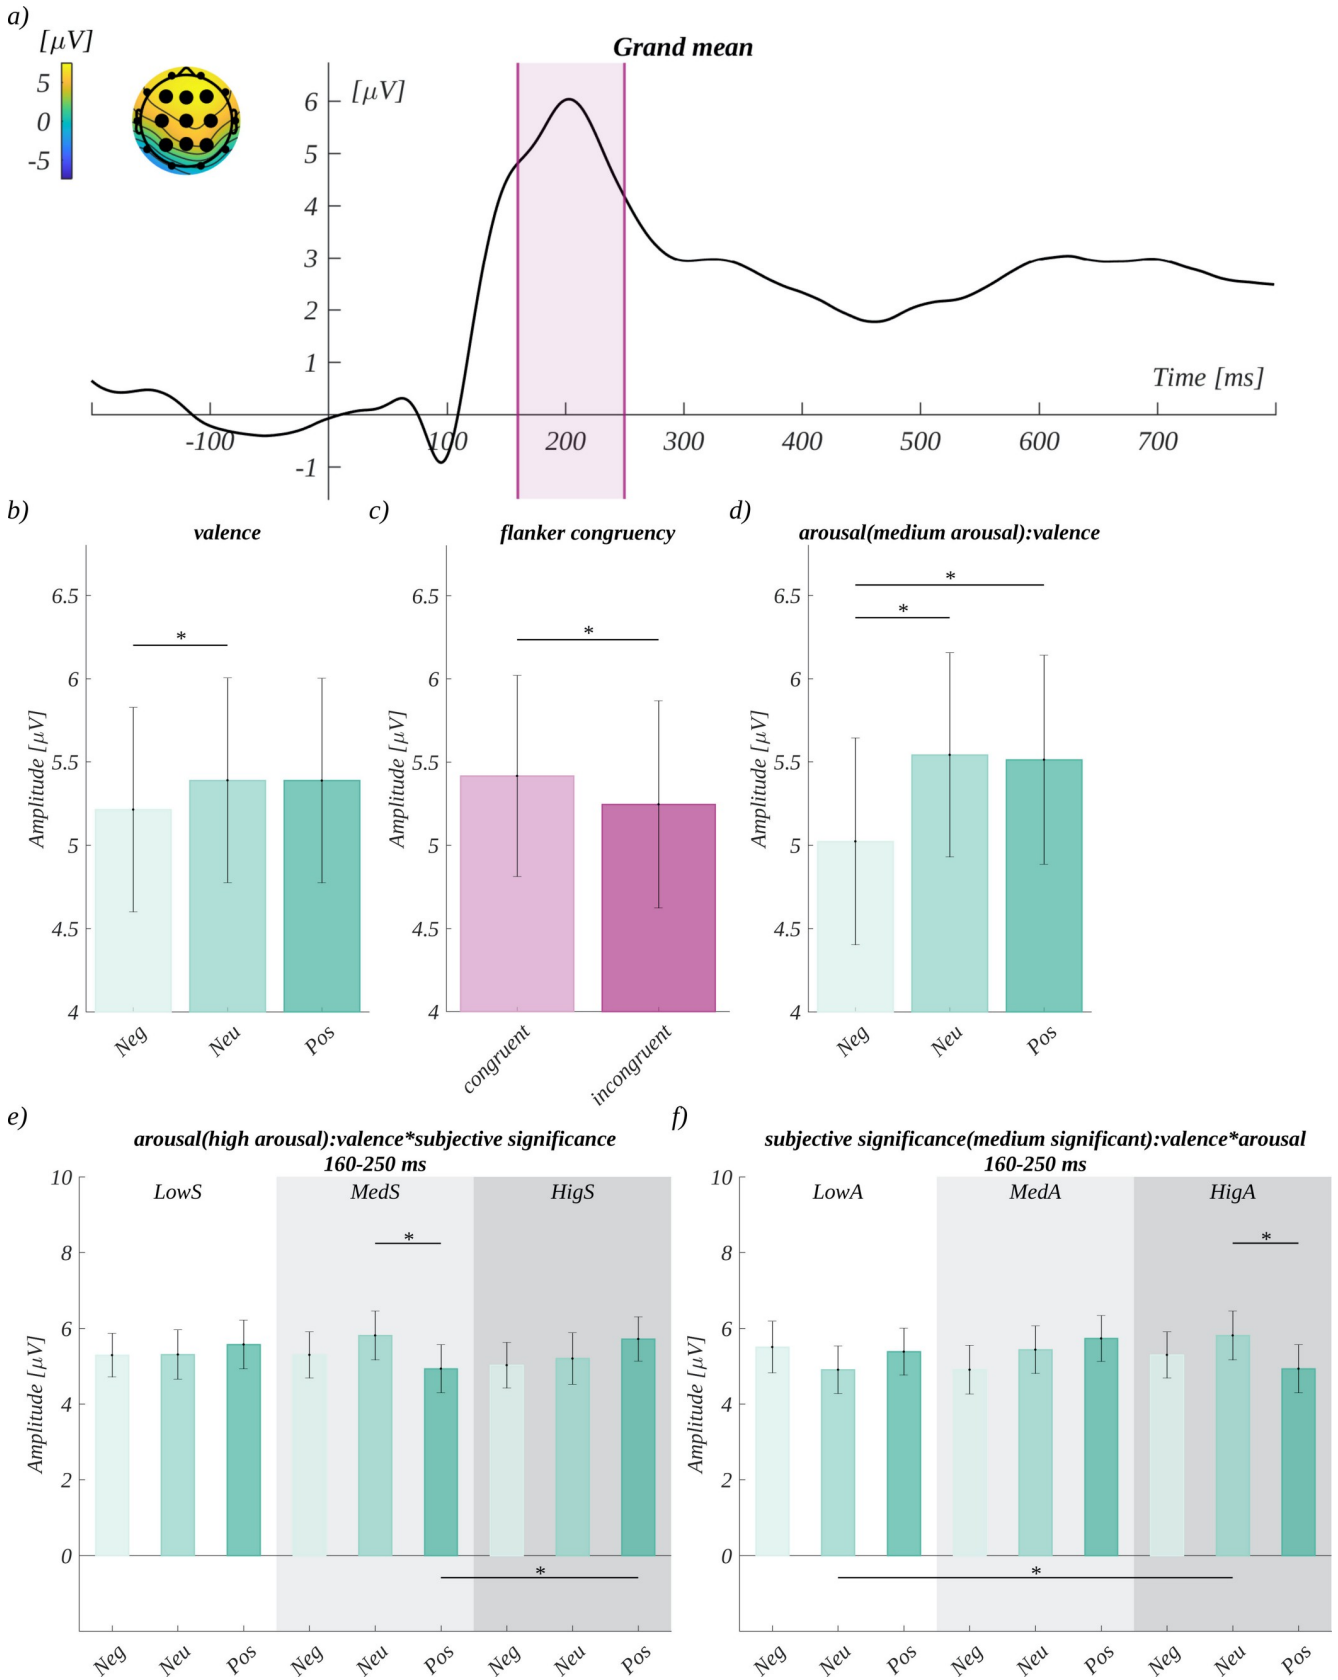 a)
[μV]
5
0
-5
Grand mean
[μV]
6
5
4
3
2
1
-1
Time [ms]
-100
100
200
300
400
500
600
700
b)
valence
Amplitude [μV]
6.5
6
5.5
5
4.5
4
*
Neg
Neu
Pos
c)
flanker congruency
Amplitude [μV]
6.5
6
5.5
5
4.5
4
*
congruent
incongruent
d)
arousal(medium arousal):valence
Amplitude [μV]
6.5
6
5.5
5
4.5
4
*
*
Neg
Neu
Pos
e)
arousal(high arousal):valence*subjective significance
160-250 ms
LowS
MedS
HigS
Amplitude [μV]
10
8
6
4
2
0
*
*
Neg
Neu
Pos
Neg
Neu
Pos
Neg
Neu
Pos
f)
subjective significance(medium significant):valence*arousal
160-250 ms
LowA
MedA
HigA
Amplitude [μV]
10
8
6
4
2
0
*
*
Neg
Neu
Pos
Neg
Neu
Pos
Neg
Neu
Pos